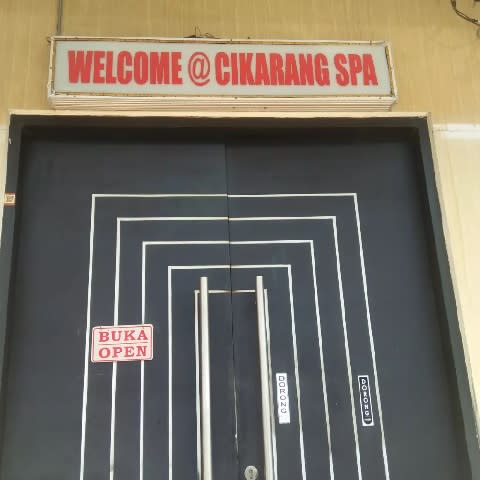 WELCOME @ CIKARANG SPA
BUKA
OPEN
DORONG
DORONG